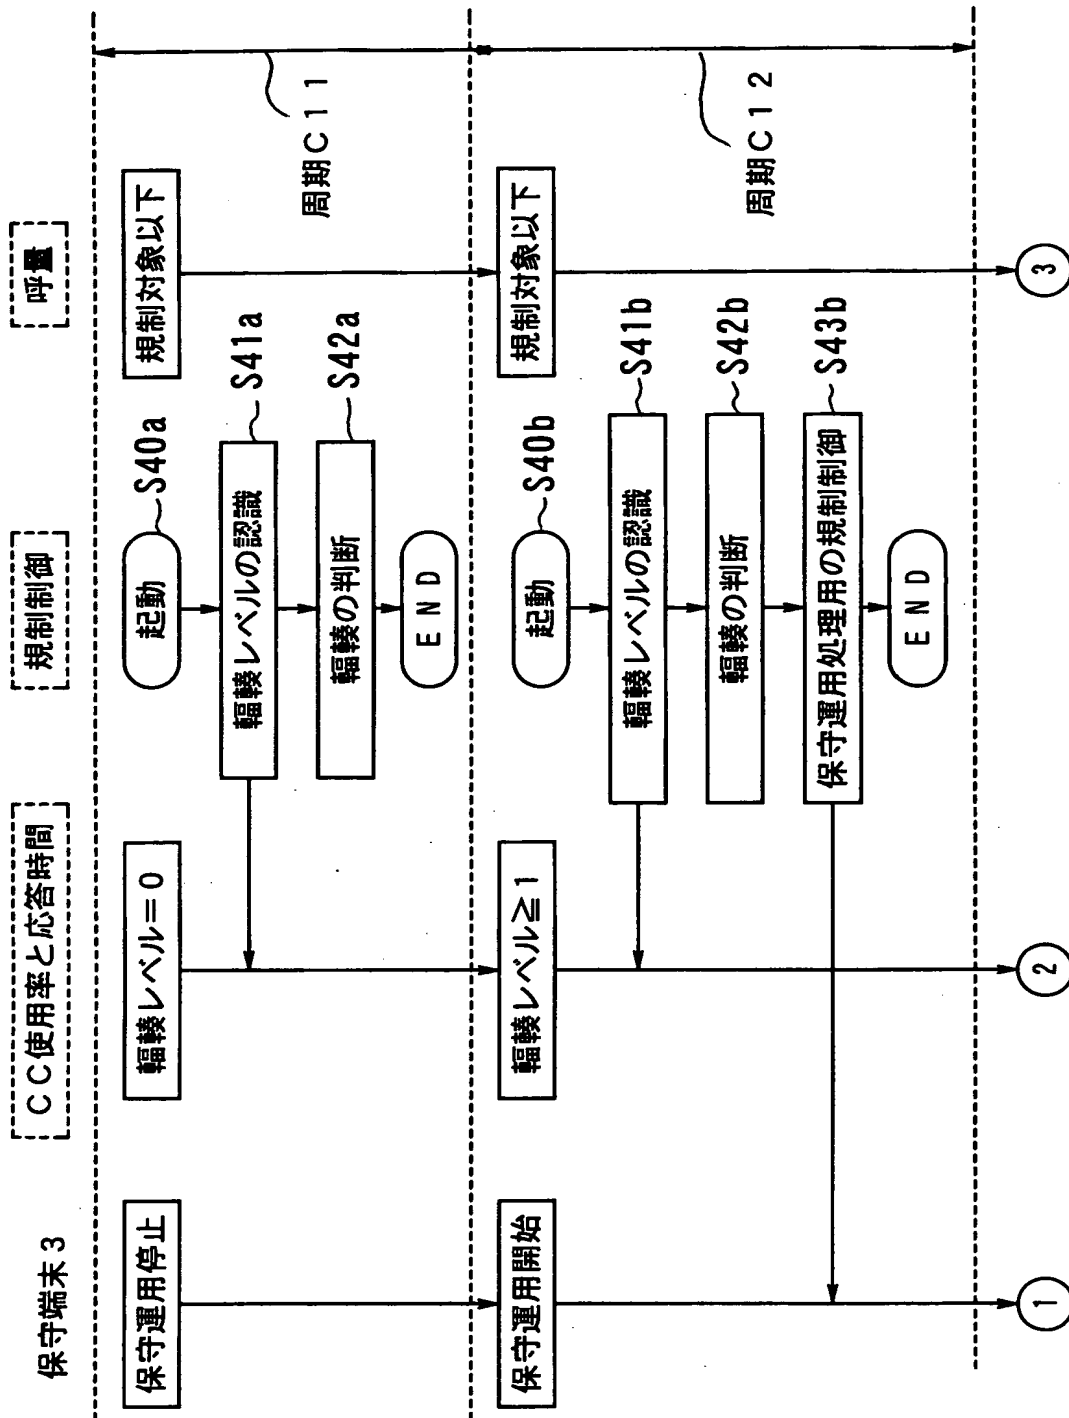 保守端末3
CC使用率と応答時間
規制制御
呼量
保守運用停止
輻輳レベル=0
起動
S40a
規制対象以下
輻輳レベルの認識
S41a
輻輳の判断
S42a
END
周期C11
保守運用開始
輻輳レベル≧1
起動
S40b
規制対象以下
輻輳レベルの認識
S41b
輻輳の判断
S42b
保守運用処理用の規制制御
S43b
END
周期C12
1
2
3